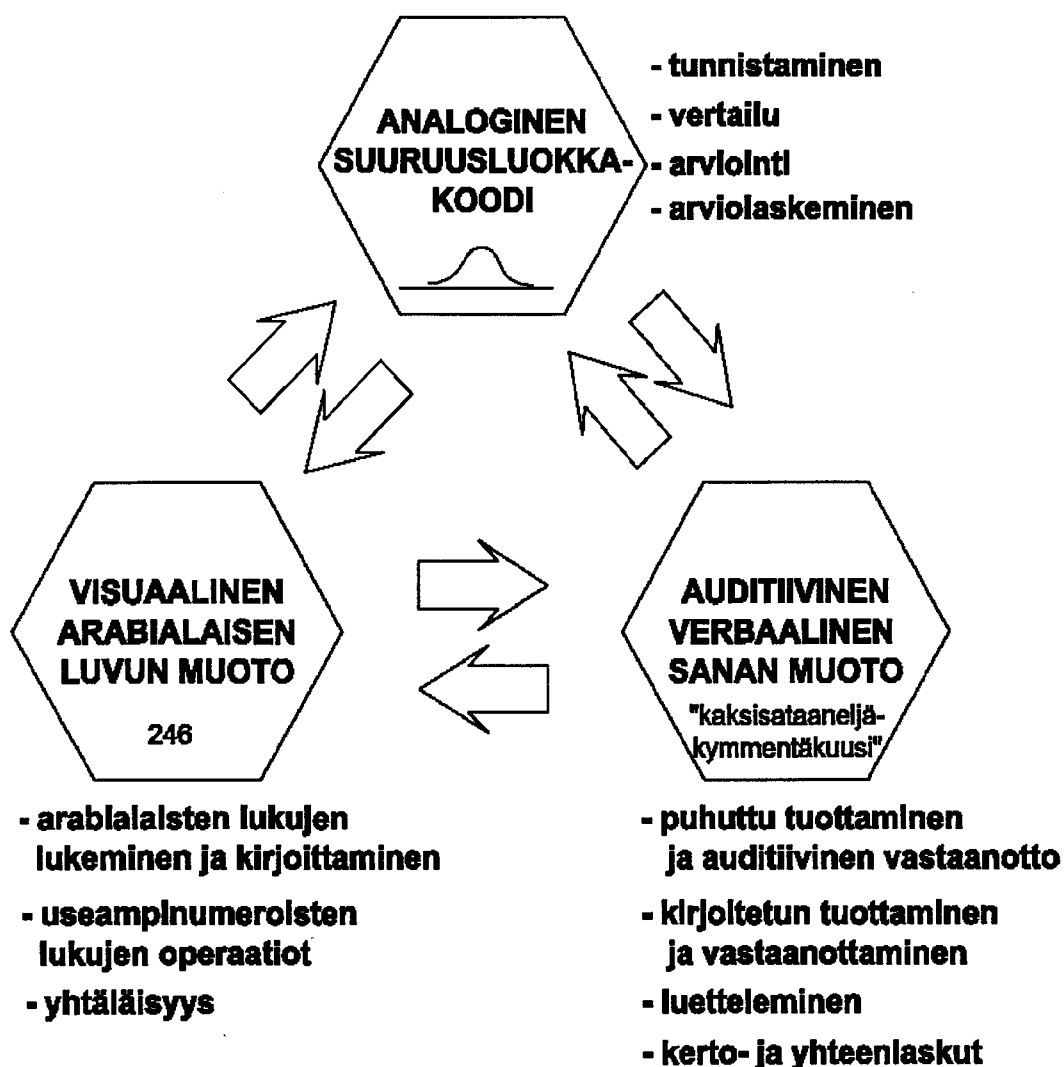 ANALOGINEN
SUURUUSLUOKKA-
KOODI
- tunnistaminen
- vertailu
- arviointi
- arviolaskeminen
VISUAALINEN
ARABIALAISEN
LUVUN MUOTO
246
- arabialaisten lukujen
lukeminen ja kirjoittaminen
- useampinumeroisten
lukujen operaatiot
- yhtäläisyys
AUDITIIVINEN
VERBAALINEN
SANAN MUOTO
"kaksisataaneljä-
kymmentäkuusi"
- puhuttu tuottaminen
ja auditiivinen vastaanotto
- kirjoitetun tuottaminen
ja vastaanottaminen
- luetteleminen
- kerto- ja yhteenlaskut